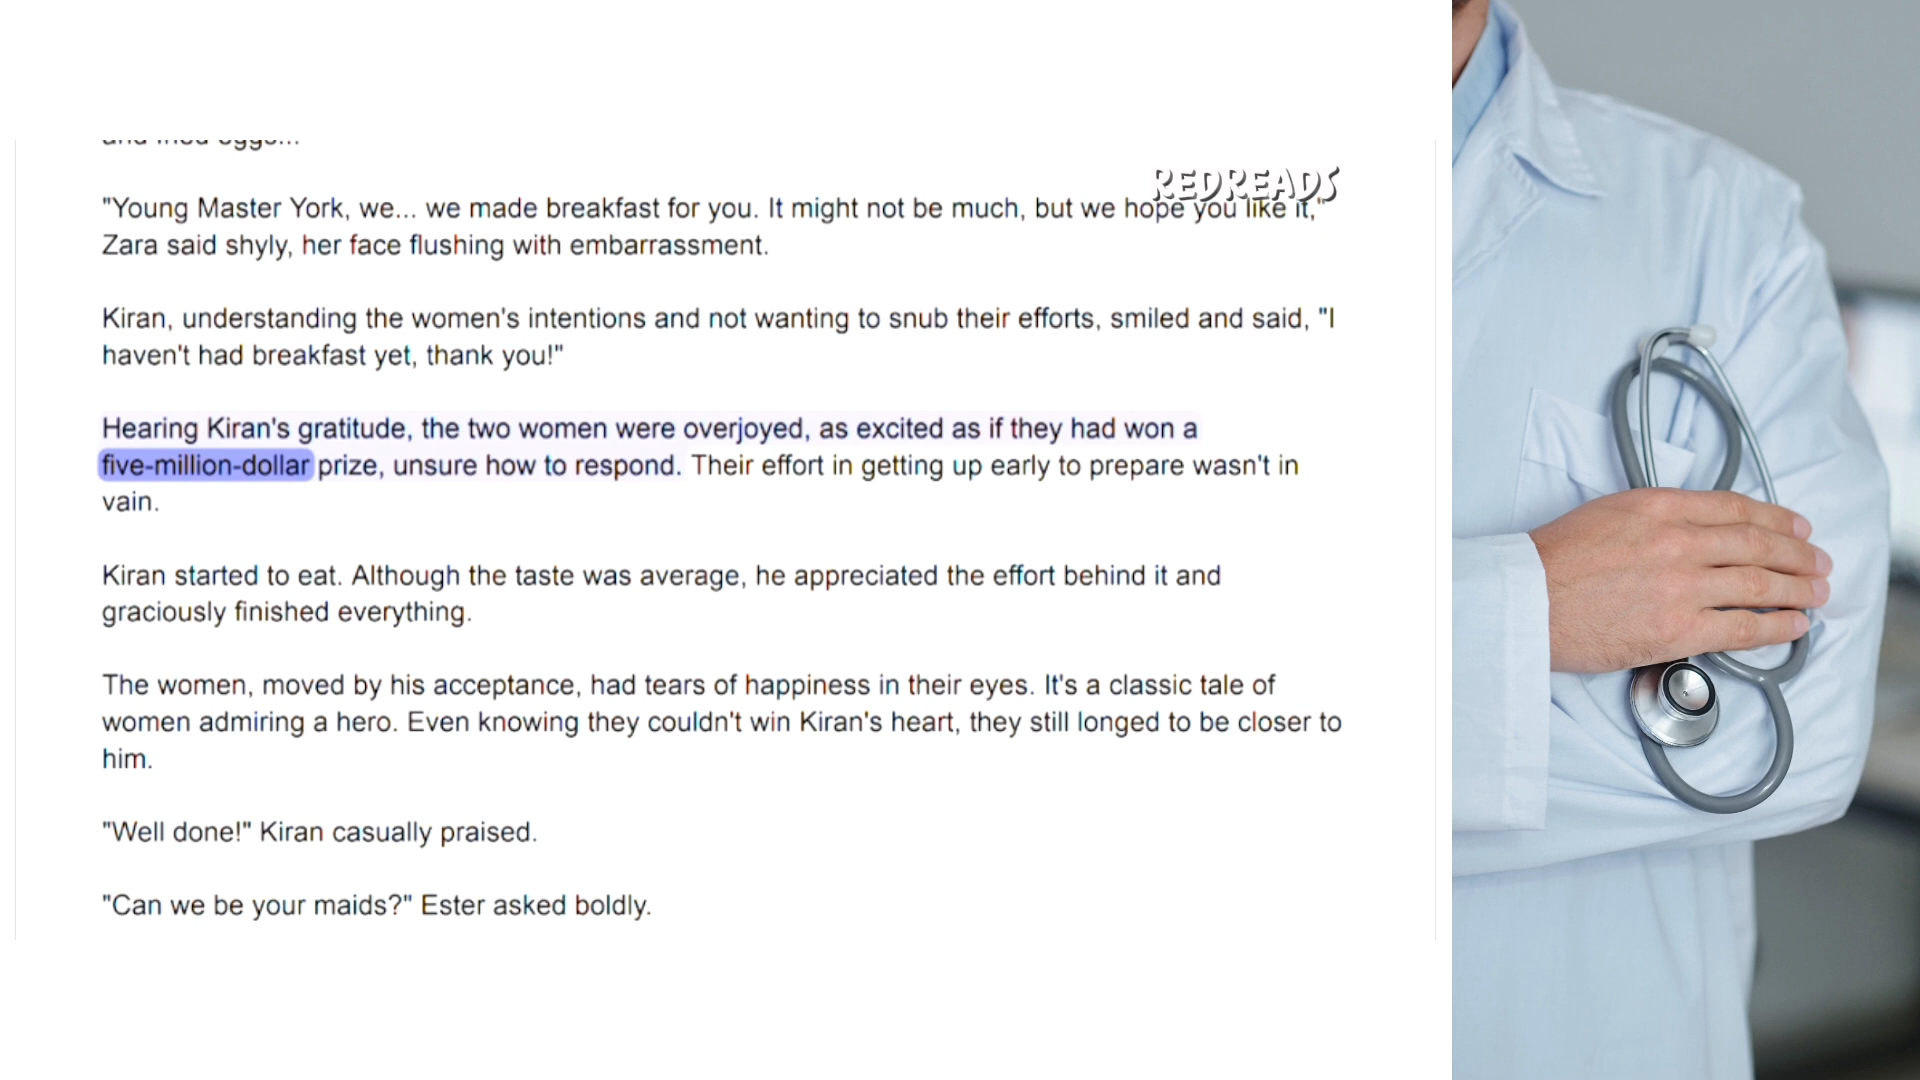 and fried eggs...
REDREADS
"Young Master York, we... we made breakfast for you. It might not be much, but we hope you like it,"
Zara said shyly, her face flushing with embarrassment.
Kiran, understanding the women's intentions and not wanting to snub their efforts, smiled and said, "I
haven't had breakfast yet, thank you!"
Hearing Kiran's gratitude, the two women were overjoyed, as excited as if they had won a
five-million-dollar prize, unsure how to respond. Their effort in getting up early to prepare wasn't in
vain.
Kiran started to eat. Although the taste was average, he appreciated the effort behind it and
graciously finished everything.
The women, moved by his acceptance, had tears of happiness in their eyes. It's a classic tale of
women admiring a hero. Even knowing they couldn't win Kiran's heart, they still longed to be closer to
him.
"Well done!" Kiran casually praised.
"Can we be your maids?" Ester asked boldly.